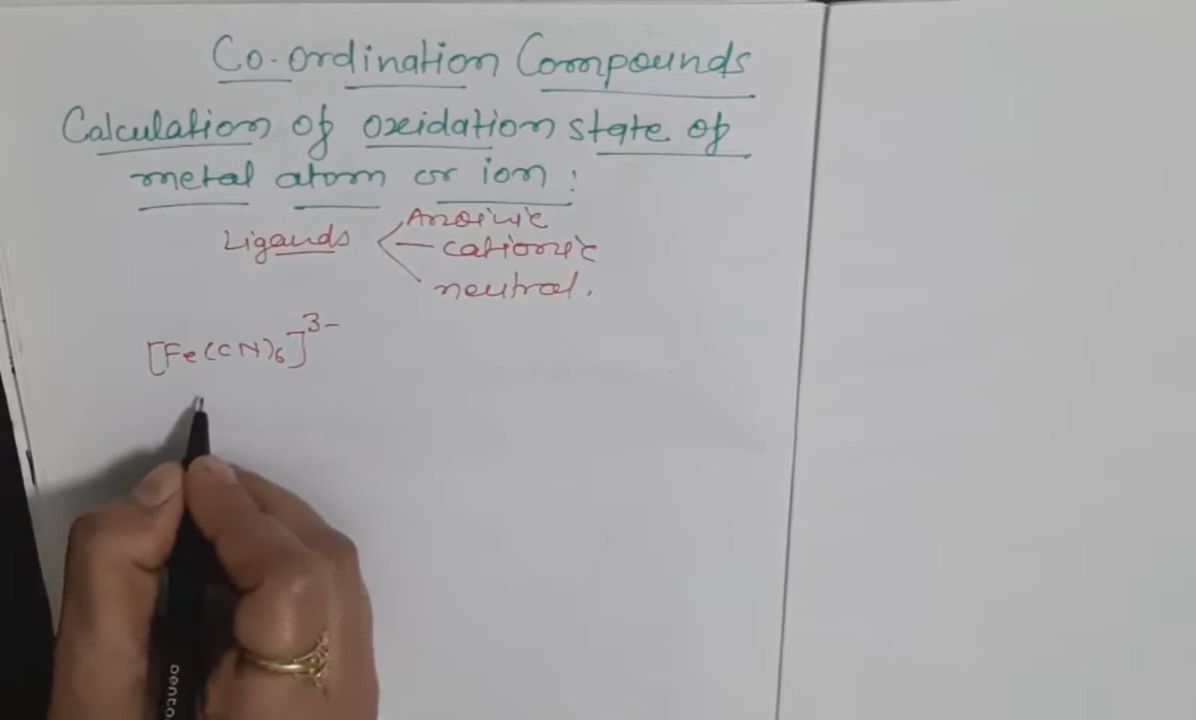 Co-ordination Compounds
Calculation of oxidation state of
metal atom or ion :
Ligands
Anoinic
cationic
neutral.
[Fe(CN)6]3-